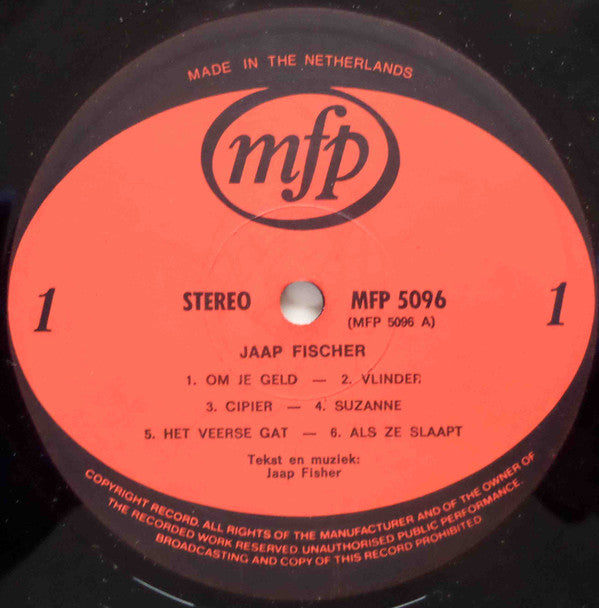 MADE IN THE NETHERLANDS
mfp
1 1
STEREO MFP 5096
(MFP 5096 A)
JAAP FISCHER
1. OM JE GELD — 2. VLINDER
3. CIPIER — 4. SUZANNE
5. HET VEERSE GAT — 6. ALS ZE SLAAPT
Tekst en muziek:
Jaap Fisher
COPYRIGHT RECORD. ALL RIGHTS OF THE MANUFACTURER AND OF THE OWNER OF
THE RECORDED WORK RESERVED UNAUTHORISED PUBLIC PERFORMANCE.
BROADCASTING AND COPY OF THIS RECORD PROHIBITED